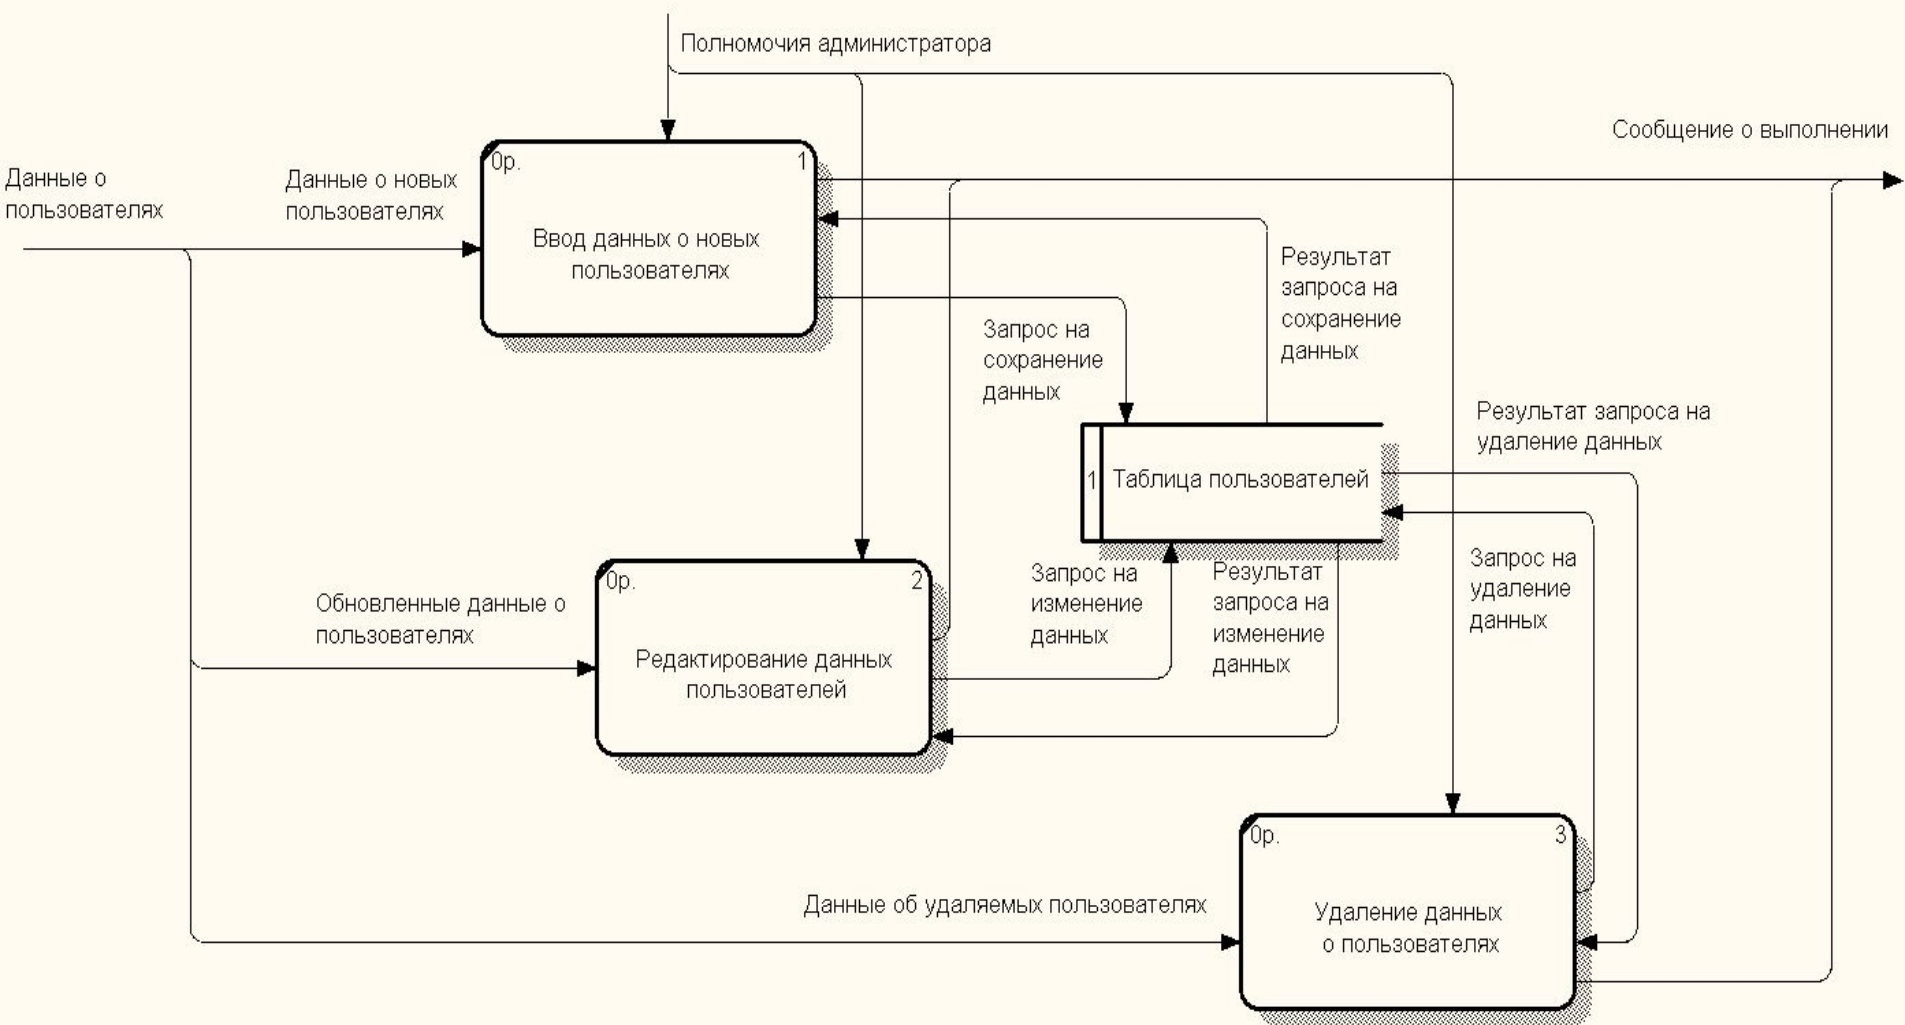 Полномочия администратора
Сообщение о выполнении
Данные о
пользователях
Данные о новых
пользователях
0р.
1
Ввод данных о новых
пользователях
Результат
запроса на
сохранение
данных
Запрос на
сохранение
данных
Результат запроса на
удаление данных
1
Таблица пользователей
Запрос на
удаление
данных
Запрос на
изменение
данных
Результат
запроса на
изменение
данных
Обновленные данные о
пользователях
0р.
2
Редактирование данных
пользователей
0р.
3
Данные об удаляемых пользователях
Удаление данных
о пользователях